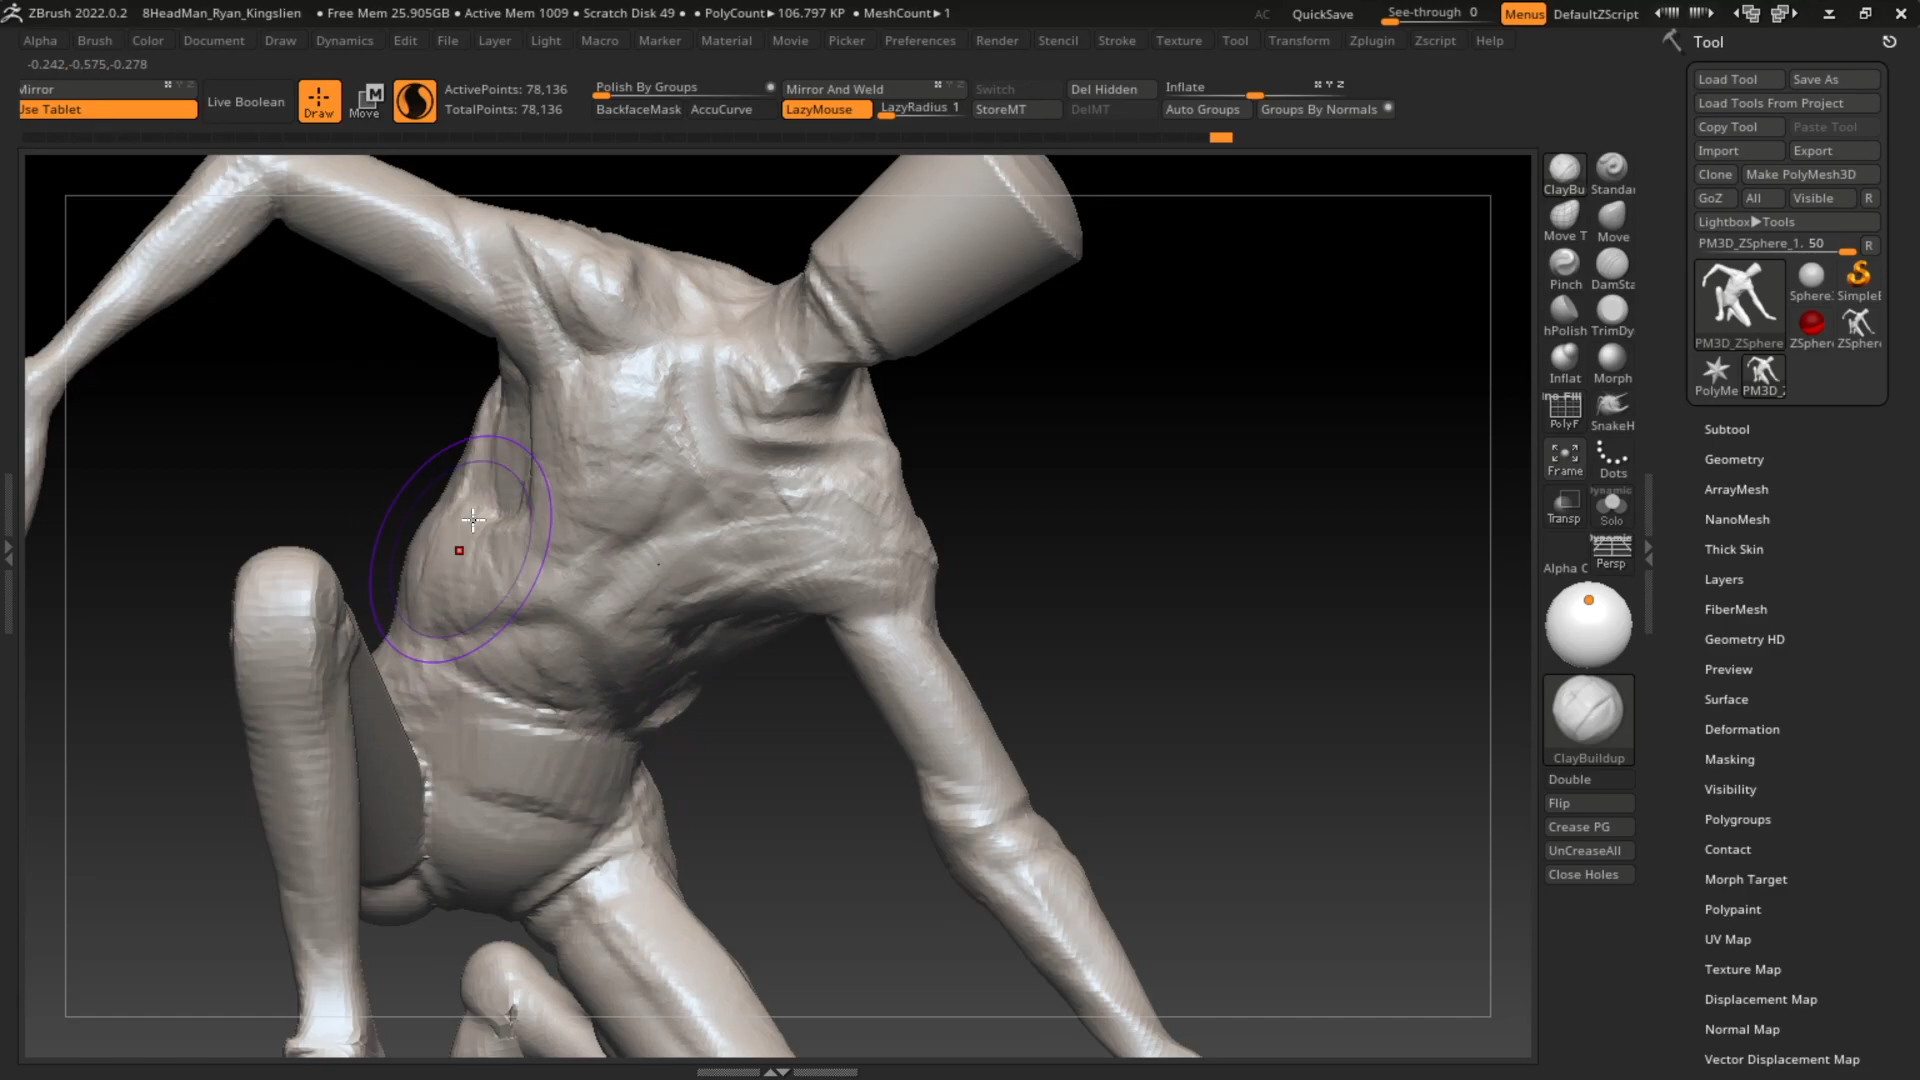 ZBrush 2022.0.2 8HeadMan_Ryan_Kingslien • Free Mem 25.905GB • Active Mem 1009 • Scratch Disk 49 • • PolyCount▸ 106.797 KP • MeshCount▸ 1 AC QuickSave See-through 0 Menus DefaultZScript
Alpha Brush Color Document Draw Dynamics Edit File Layer Light Macro Marker Material Movie Picker Preferences Render Stencil Stroke Texture Tool Transform Zplugin Zscript Help
-0.242,-0.575,-0.278
Mirror
Use Tablet
Live Boolean
Draw
Move
ActivePoints: 78,136
TotalPoints: 78,136
Polish By Groups
BackfaceMask AccuCurve
Mirror And Weld
LazyMouse LazyRadius 1
Switch
StoreMT
Del Hidden
DelMT
Inflate
Auto Groups Groups By Normals
ClayBu Standa
Move T Move
Pinch DamSta
hPolish TrimDy
Inflat Morph
PolyF SnakeH
Frame Dots
Dynamic
Transp Solo
Dynamic
Persp
Alpha
ClayBuildup
Double
Flip
Crease PG
UnCreaseAll
Close Holes
Tool
Load Tool Save As
Load Tools From Project
Copy Tool Paste Tool
Import Export
Clone Make PolyMesh3D
GoZ All Visible R
Lightbox▸Tools
PM3D_ZSphere_1. 50 R
Sphere SimpleB
PM3D_ZSphere ZSpher ZSphere
PolyMe PM3D_
Subtool
Geometry
ArrayMesh
NanoMesh
Thick Skin
Layers
FiberMesh
Geometry HD
Preview
Surface
Deformation
Masking
Visibility
Polygroups
Contact
Morph Target
Polypaint
UV Map
Texture Map
Displacement Map
Normal Map
Vector Displacement Map